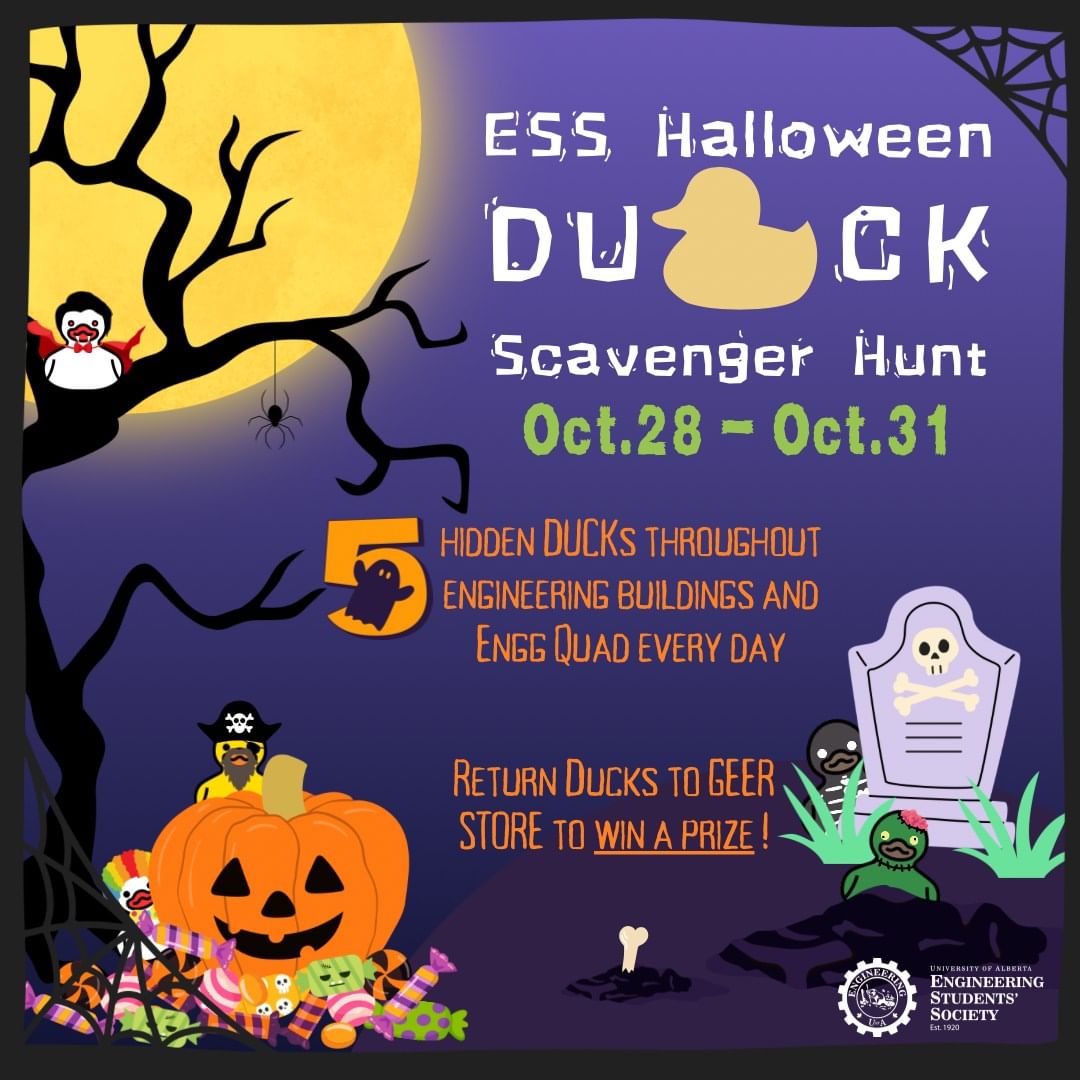 ESS Halloween
DUCK
Scavenger Hunt
Oct.28 - Oct.31
5 HIDDEN DUCKS THROUGHOUT
ENGINEERING BUILDINGS AND
ENGG QUAD EVERY DAY
RETURN DUCKS TO GEER
STORE TO WIN A PRIZE!
ENGINEERING
U of A
UNIVERSITY OF ALBERTA
ENGINEERING
STUDENTS'
SOCIETY
Est. 1920